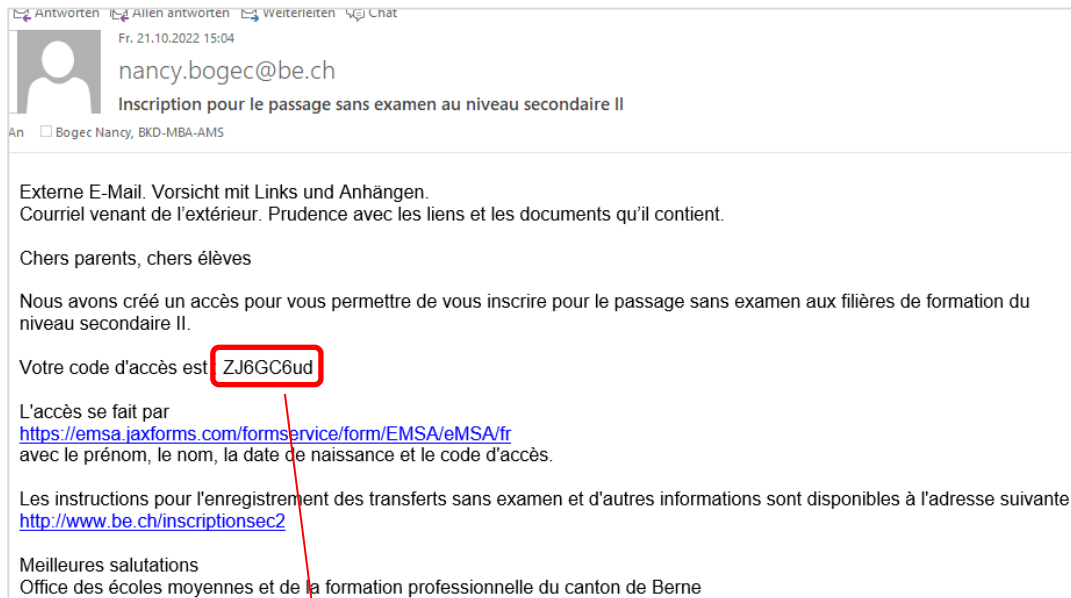 Antworten Allen antworten Weiterleiten Chat
Fr. 21.10.2022 15:04
nancy.bogec@be.ch
Inscription pour le passage sans examen au niveau secondaire II
An Bogec Nancy, BKD-MBA-AMS
Externe E-Mail. Vorsicht mit Links und Anhängen.
Courriel venant de l'extérieur. Prudence avec les liens et les documents qu'il contient.
Chers parents, chers élèves
Nous avons créé un accès pour vous permettre de vous inscrire pour le passage sans examen aux filières de formation du
niveau secondaire II.
Votre code d'accès est : ZJ6GC6ud
L'accès se fait par
https://emsa.jaxforms.com/formservice/form/EMSA/eMSA/fr
avec le prénom, le nom, la date de naissance et le code d'accès.
Les instructions pour l'enregistrement des transferts sans examen et d'autres informations sont disponibles à l'adresse suivante
http://www.be.ch/inscriptionsec2
Meilleures salutations
Office des écoles moyennes et de la formation professionnelle du canton de Berne